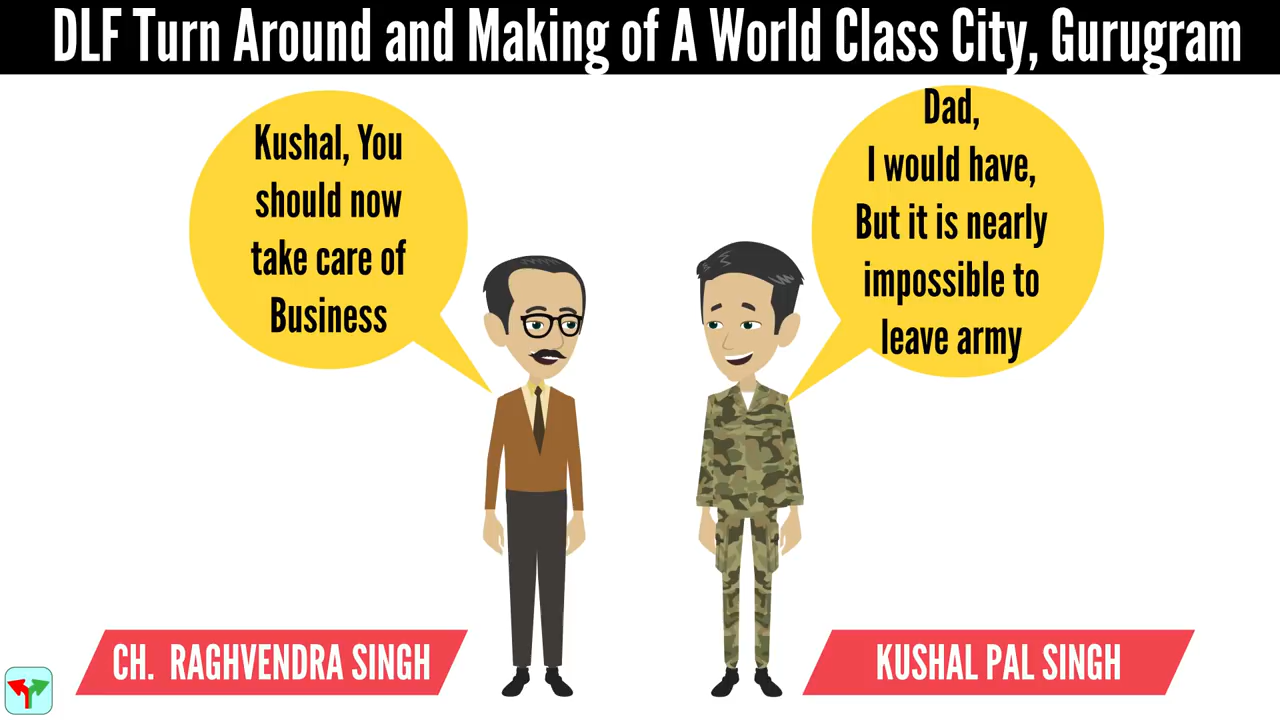 DLF Turn Around and Making of A World Class City, Gurugram
Kushal, You
should now
take care of
Business
Dad,
I would have,
But it is nearly
impossible to
leave army
CH. RAGHVENDRA SINGH
KUSHAL PAL SINGH